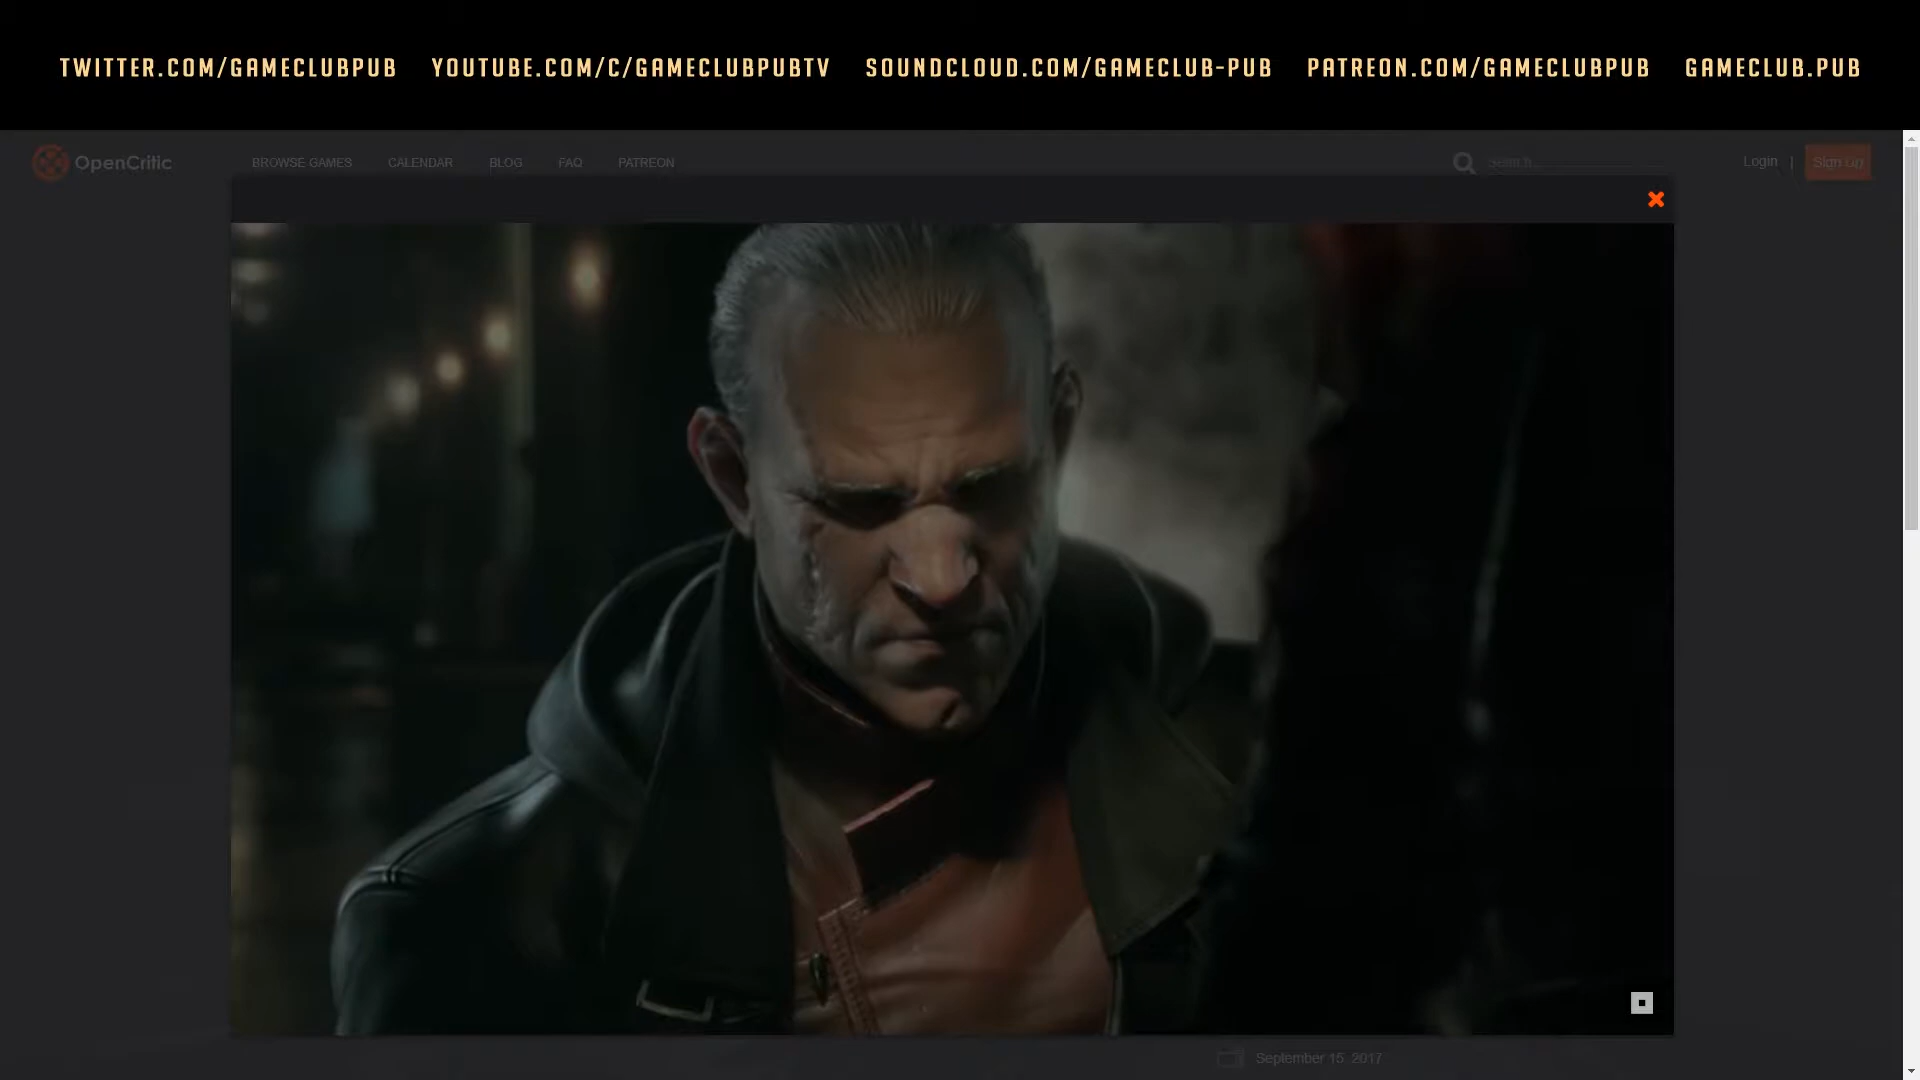 TWITTER.COM/GAMECLUBPUB YOUTUBE.COM/C/GAMECLUBPUBTV SOUNDCLOUD.COM/GAMECLUB-PUB PATREON.COM/GAMECLUBPUB GAMECLUB.PUB
OpenCritic BROWSE GAMES CALENDAR BLOG FAQ PATREON Search... Login | Sign Up
September 15, 2017